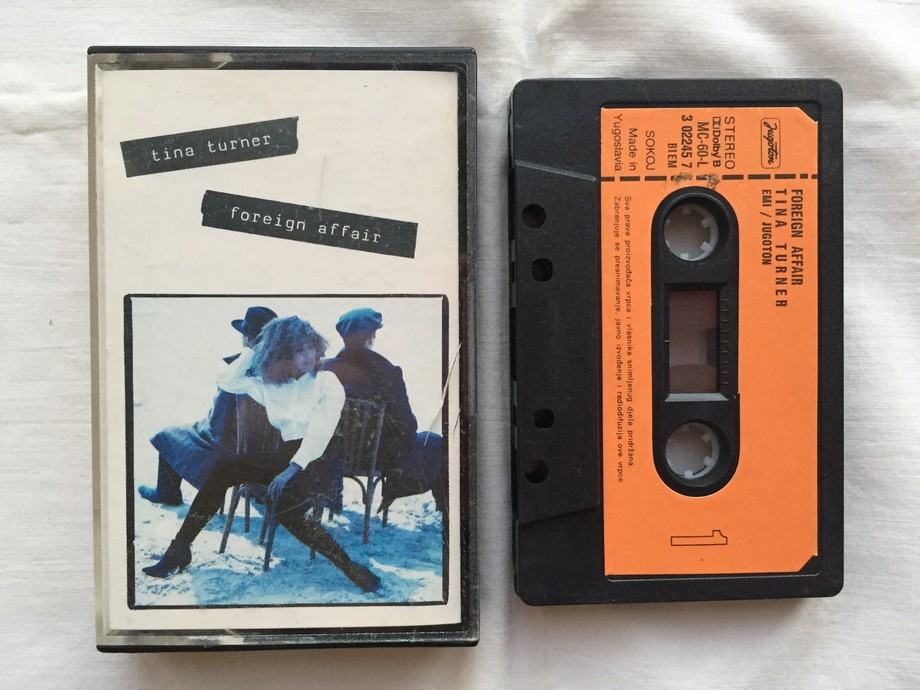 tina turner
foreign affair
Jugoton
FOREIGN AFFAIR
TINA TURNER
EMI / JUGOTON
STEREO
Dolby B
MC-60-L
3 02245 7
BIEM
SOKOJ
Made in
Yugoslavia
Sva prava proizvođača vrpca i vlasnika snimljenog djela pridržana.
Zabranjuje se presnimavanje, javno izvođenje i radiodifuzija ove vrpce
1